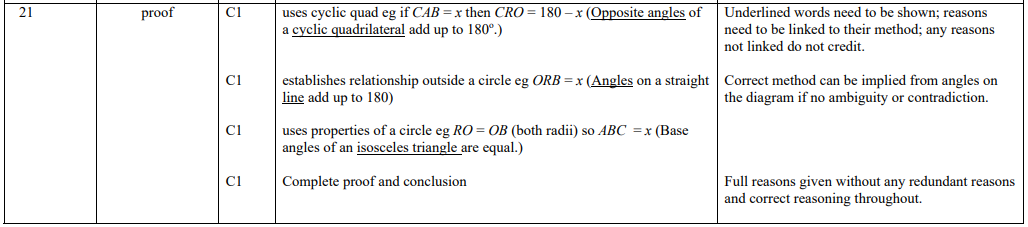 21 proof C1 uses cyclic quad eg if CAB = x then CRO = 180 – x (Opposite angles of Underlined words need to be shown; reasons
a cyclic quadrilateral add up to 180º.) need to be linked to their method; any reasons
not linked do not credit.
C1 establishes relationship outside a circle eg ORB = x (Angles on a straight Correct method can be implied from angles on
line add up to 180) the diagram if no ambiguity or contradiction.
C1 uses properties of a circle eg RO = OB (both radii) so ABC = x (Base
angles of an isosceles triangle are equal.)
C1 Complete proof and conclusion Full reasons given without any redundant reasons
and correct reasoning throughout.